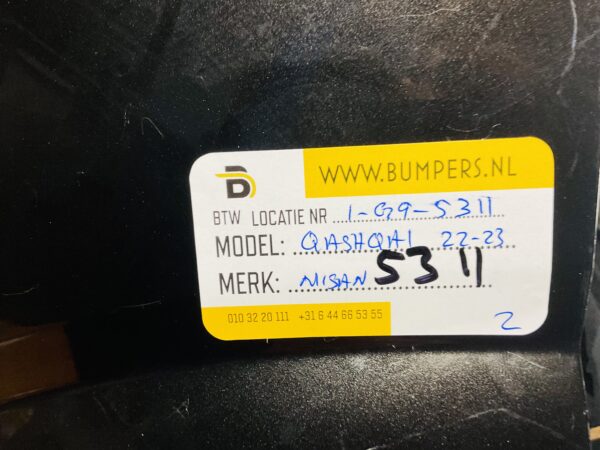 WWW.BUMPERS.NL
D
BTW LOCATIE NR 1-G9-5311
MODEL: QASHQAI 22-23
MERK: NISAN 5311
010 32 20 111 +31 6 44 66 53 55
2